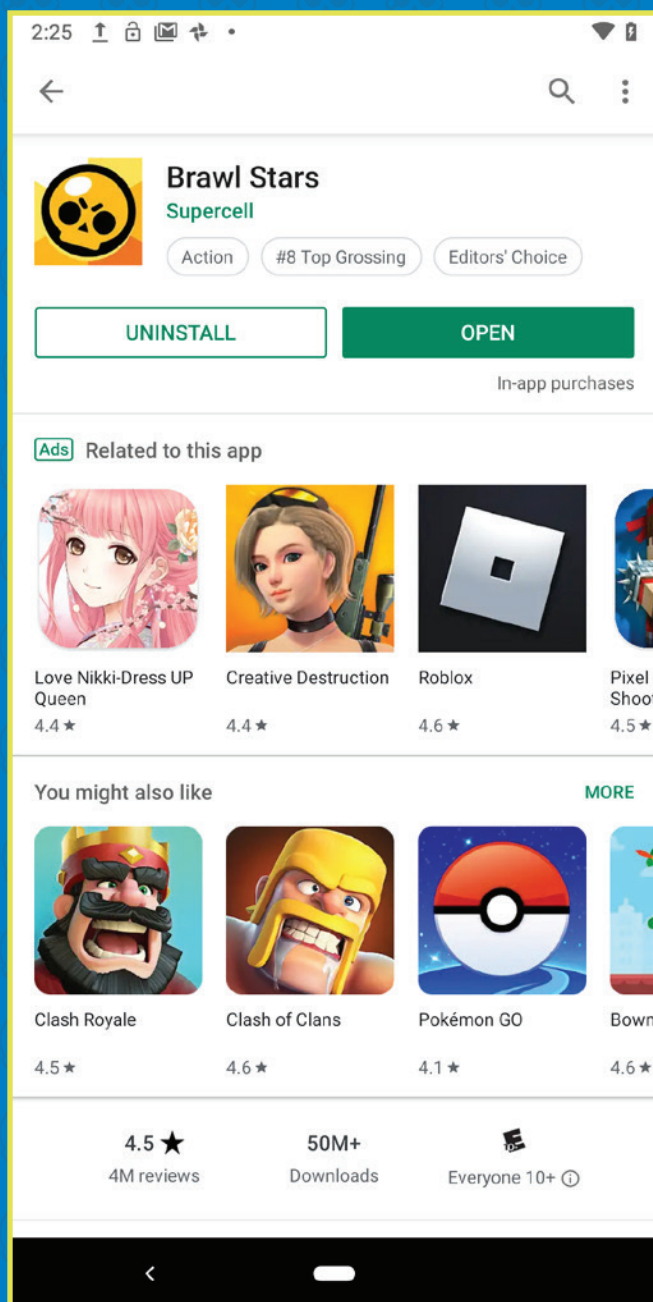 2:25
Brawl Stars
Supercell
Action
#8 Top Grossing
Editors' Choice
UNINSTALL
OPEN
In-app purchases
Ads Related to this app
Love Nikki-Dress UP
Queen
4.4 ★
Creative Destruction
4.4 ★
Roblox
4.6 ★
Pixel
4.5 ★
You might also like
MORE
Clash Royale
4.5 ★
Clash of Clans
4.6 ★
Pokémon GO
4.1 ★
4.6 ★
4.5 ★
4M reviews
50M+
Downloads
Everyone 10+